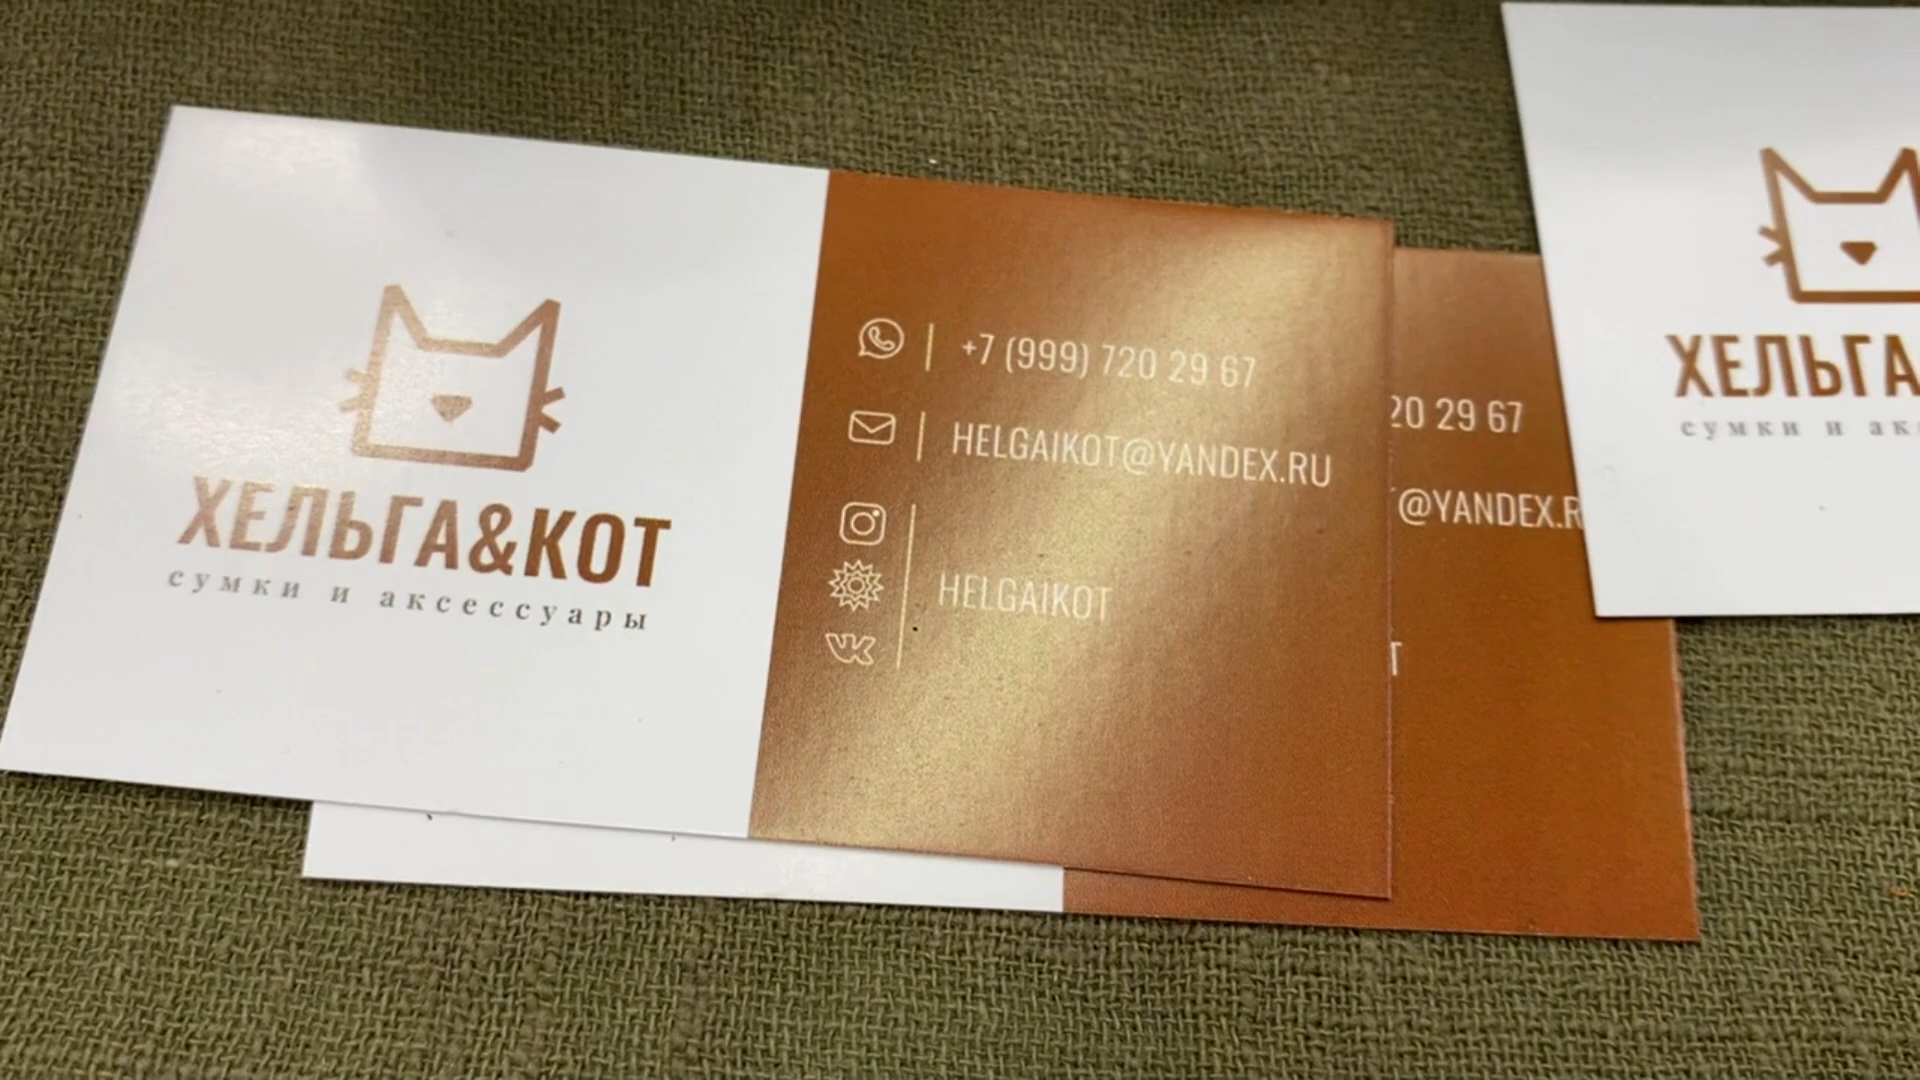 ХЕЛЬГА&КОТ
сумки и аксессуары
+7 (999) 720 29 67
HELGAIKOT@YANDEX.RU
HELGAIKOT
20 29 67
@YANDEX.R
T
ХЕЛЬГА
сумки и ак